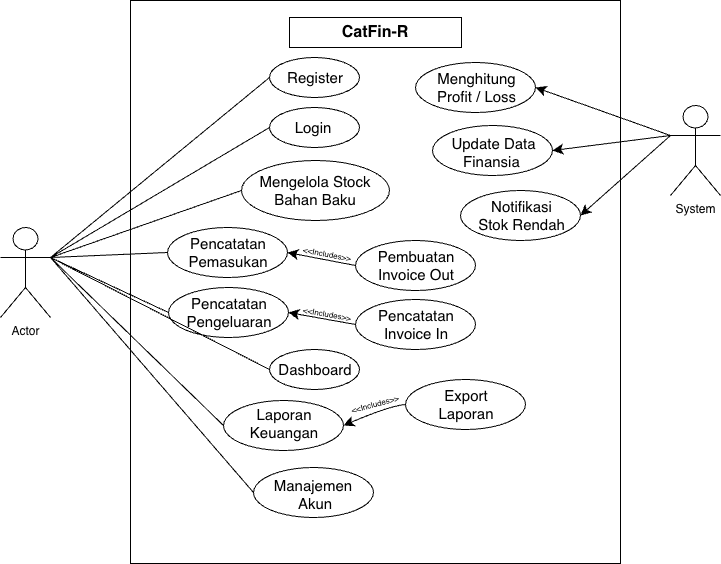 CatFin-R
Register
Login
Mengelola Stock
Bahan Baku
Pencatatan
Pemasukan
<<Includes>>
Pembuatan
Invoice Out
Pencatatan
Pengeluaran
<<Includes>>
Pencatatan
Invoice In
Dashboard
Laporan
Keuangan
<<Includes>>
Export
Laporan
Manajemen
Akun
Menghitung
Profit / Loss
Update Data
Finansia
Notifikasi
Stok Rendah
Actor
System